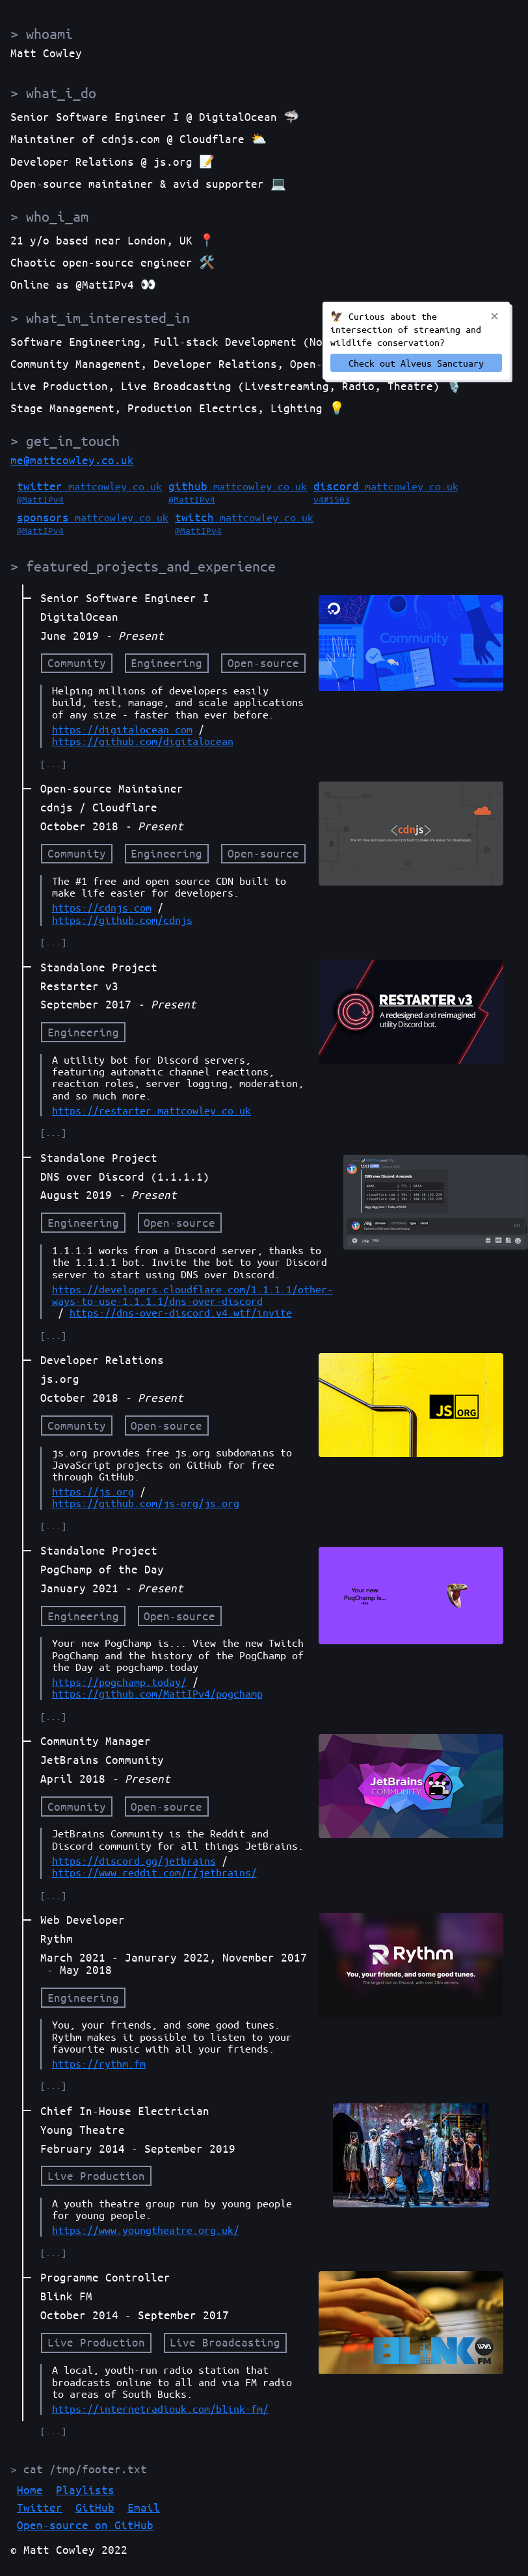 > whoami
Matt Cowley
> what_i_do
Senior Software Engineer I @ DigitalOcean 🦈
Maintainer of cdnjs.com @ Cloudflare ⛅
Developer Relations @ js.org 📝
Open-source maintainer & avid supporter 💻
> who_i_am
21 y/o based near London, UK 📍
Chaotic open-source engineer 🛠️
Online as @MattIPv4 👀
> what_im_interested_in
Software Engineering, Full-stack Development (No
Community Management, Developer Relations, Open-
Live Production, Live Broadcasting (Livestreaming, Radio, Theatre) 🎙️
Stage Management, Production Electrics, Lighting 💡
🦅 Curious about the
intersection of streaming and
wildlife conservation?
×
Check out Alveus Sanctuary
> get_in_touch
me@mattcowley.co.uk
twitter.mattcowley.co.uk github.mattcowley.co.uk discord.mattcowley.co.uk
@MattIPv4 @MattIPv4 v4#1503
sponsors.mattcowley.co.uk twitch.mattcowley.co.uk
@MattIPv4 @MattIPv4
> featured_projects_and_experience
Senior Software Engineer I
DigitalOcean
June 2019 - Present
Community Engineering Open-source
Helping millions of developers easily
build, test, manage, and scale applications
of any size - faster than ever before.
https://digitalocean.com /
https://github.com/digitalocean
[...]
Community
Open-source Maintainer
cdnjs / Cloudflare
October 2018 - Present
Community Engineering Open-source
The #1 free and open source CDN built to
make life easier for developers.
https://cdnjs.com /
https://github.com/cdnjs
[...]
<cdnjs>
The #1 free and open source CDN built to make life easier for developers.
Standalone Project
Restarter v3
September 2017 - Present
Engineering
A utility bot for Discord servers,
featuring automatic channel reactions,
reaction roles, server logging, moderation,
and so much more.
https://restarter.mattcowley.co.uk
[...]
RESTARTER v3
A redesigned and reimagined
utility Discord bot.
Standalone Project
DNS over Discord (1.1.1.1)
August 2019 - Present
Engineering Open-source
1.1.1.1 works from a Discord server, thanks to
the 1.1.1.1 bot. Invite the bot to your Discord
server to start using DNS over Discord.
https://developers.cloudflare.com/1.1.1.1/other-
ways-to-use-1.1.1.1/dns-over-discord
/ https://dns-over-discord.v4.wtf/invite
[...]
Developer Relations
js.org
October 2018 - Present
Community Open-source
js.org provides free js.org subdomains to
JavaScript projects on GitHub for free
through GitHub.
https://js.org /
https://github.com/js-org/js.org
[...]
JS ORG
Standalone Project
PogChamp of the Day
January 2021 - Present
Engineering Open-source
Your new PogChamp is... View the new Twitch
PogChamp and the history of the PogChamp of
the Day at pogchamp.today
https://pogchamp.today/ /
https://github.com/MattIPv4/pogchamp
[...]
Your new
PogChamp is...
Community Manager
JetBrains Community
April 2018 - Present
Community Open-source
JetBrains Community is the Reddit and
Discord community for all things JetBrains.
https://discord.gg/jetbrains /
https://www.reddit.com/r/jetbrains/
[...]
JetBrains
COMMUNITY
Web Developer
Rythm
March 2021 - Janurary 2022, November 2017
- May 2018
Engineering
You, your friends, and some good tunes.
Rythm makes it possible to listen to your
favourite music with all your friends.
https://rythm.fm
[...]
Rythm
You, your friends, and some good tunes.
The largest bot on Discord, with over 20m servers.
Chief In-House Electrician
Young Theatre
February 2014 - September 2019
Live Production
A youth theatre group run by young people
for young people.
https://www.youngtheatre.org.uk/
[...]
Programme Controller
Blink FM
October 2014 - September 2017
Live Production Live Broadcasting
A local, youth-run radio station that
broadcasts online to all and via FM radio
to areas of South Bucks.
https://internetradiouk.com/blink-fm/
[...]
BLINK
FM
> cat /tmp/footer.txt
Home Playlists
Twitter GitHub Email
Open-source on GitHub
© Matt Cowley 2022